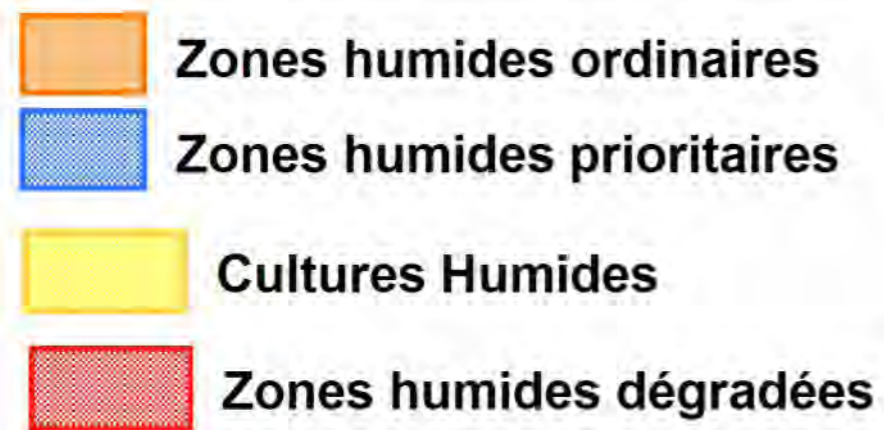 Zones humides ordinaires
Zones humides prioritaires
Cultures Humides
Zones humides dégradées